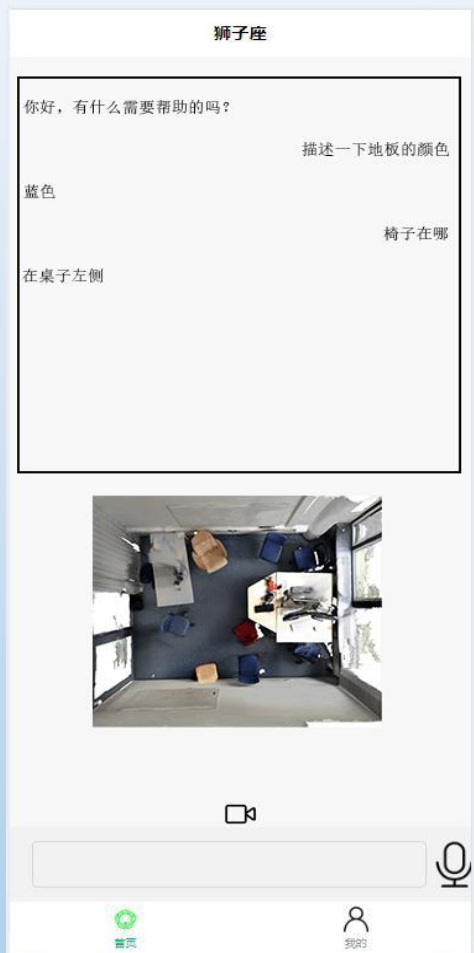 狮子座
你好，有什么需要帮助的吗？
描述一下地板的颜色
蓝色
椅子在哪
在桌子左侧
首页
我的